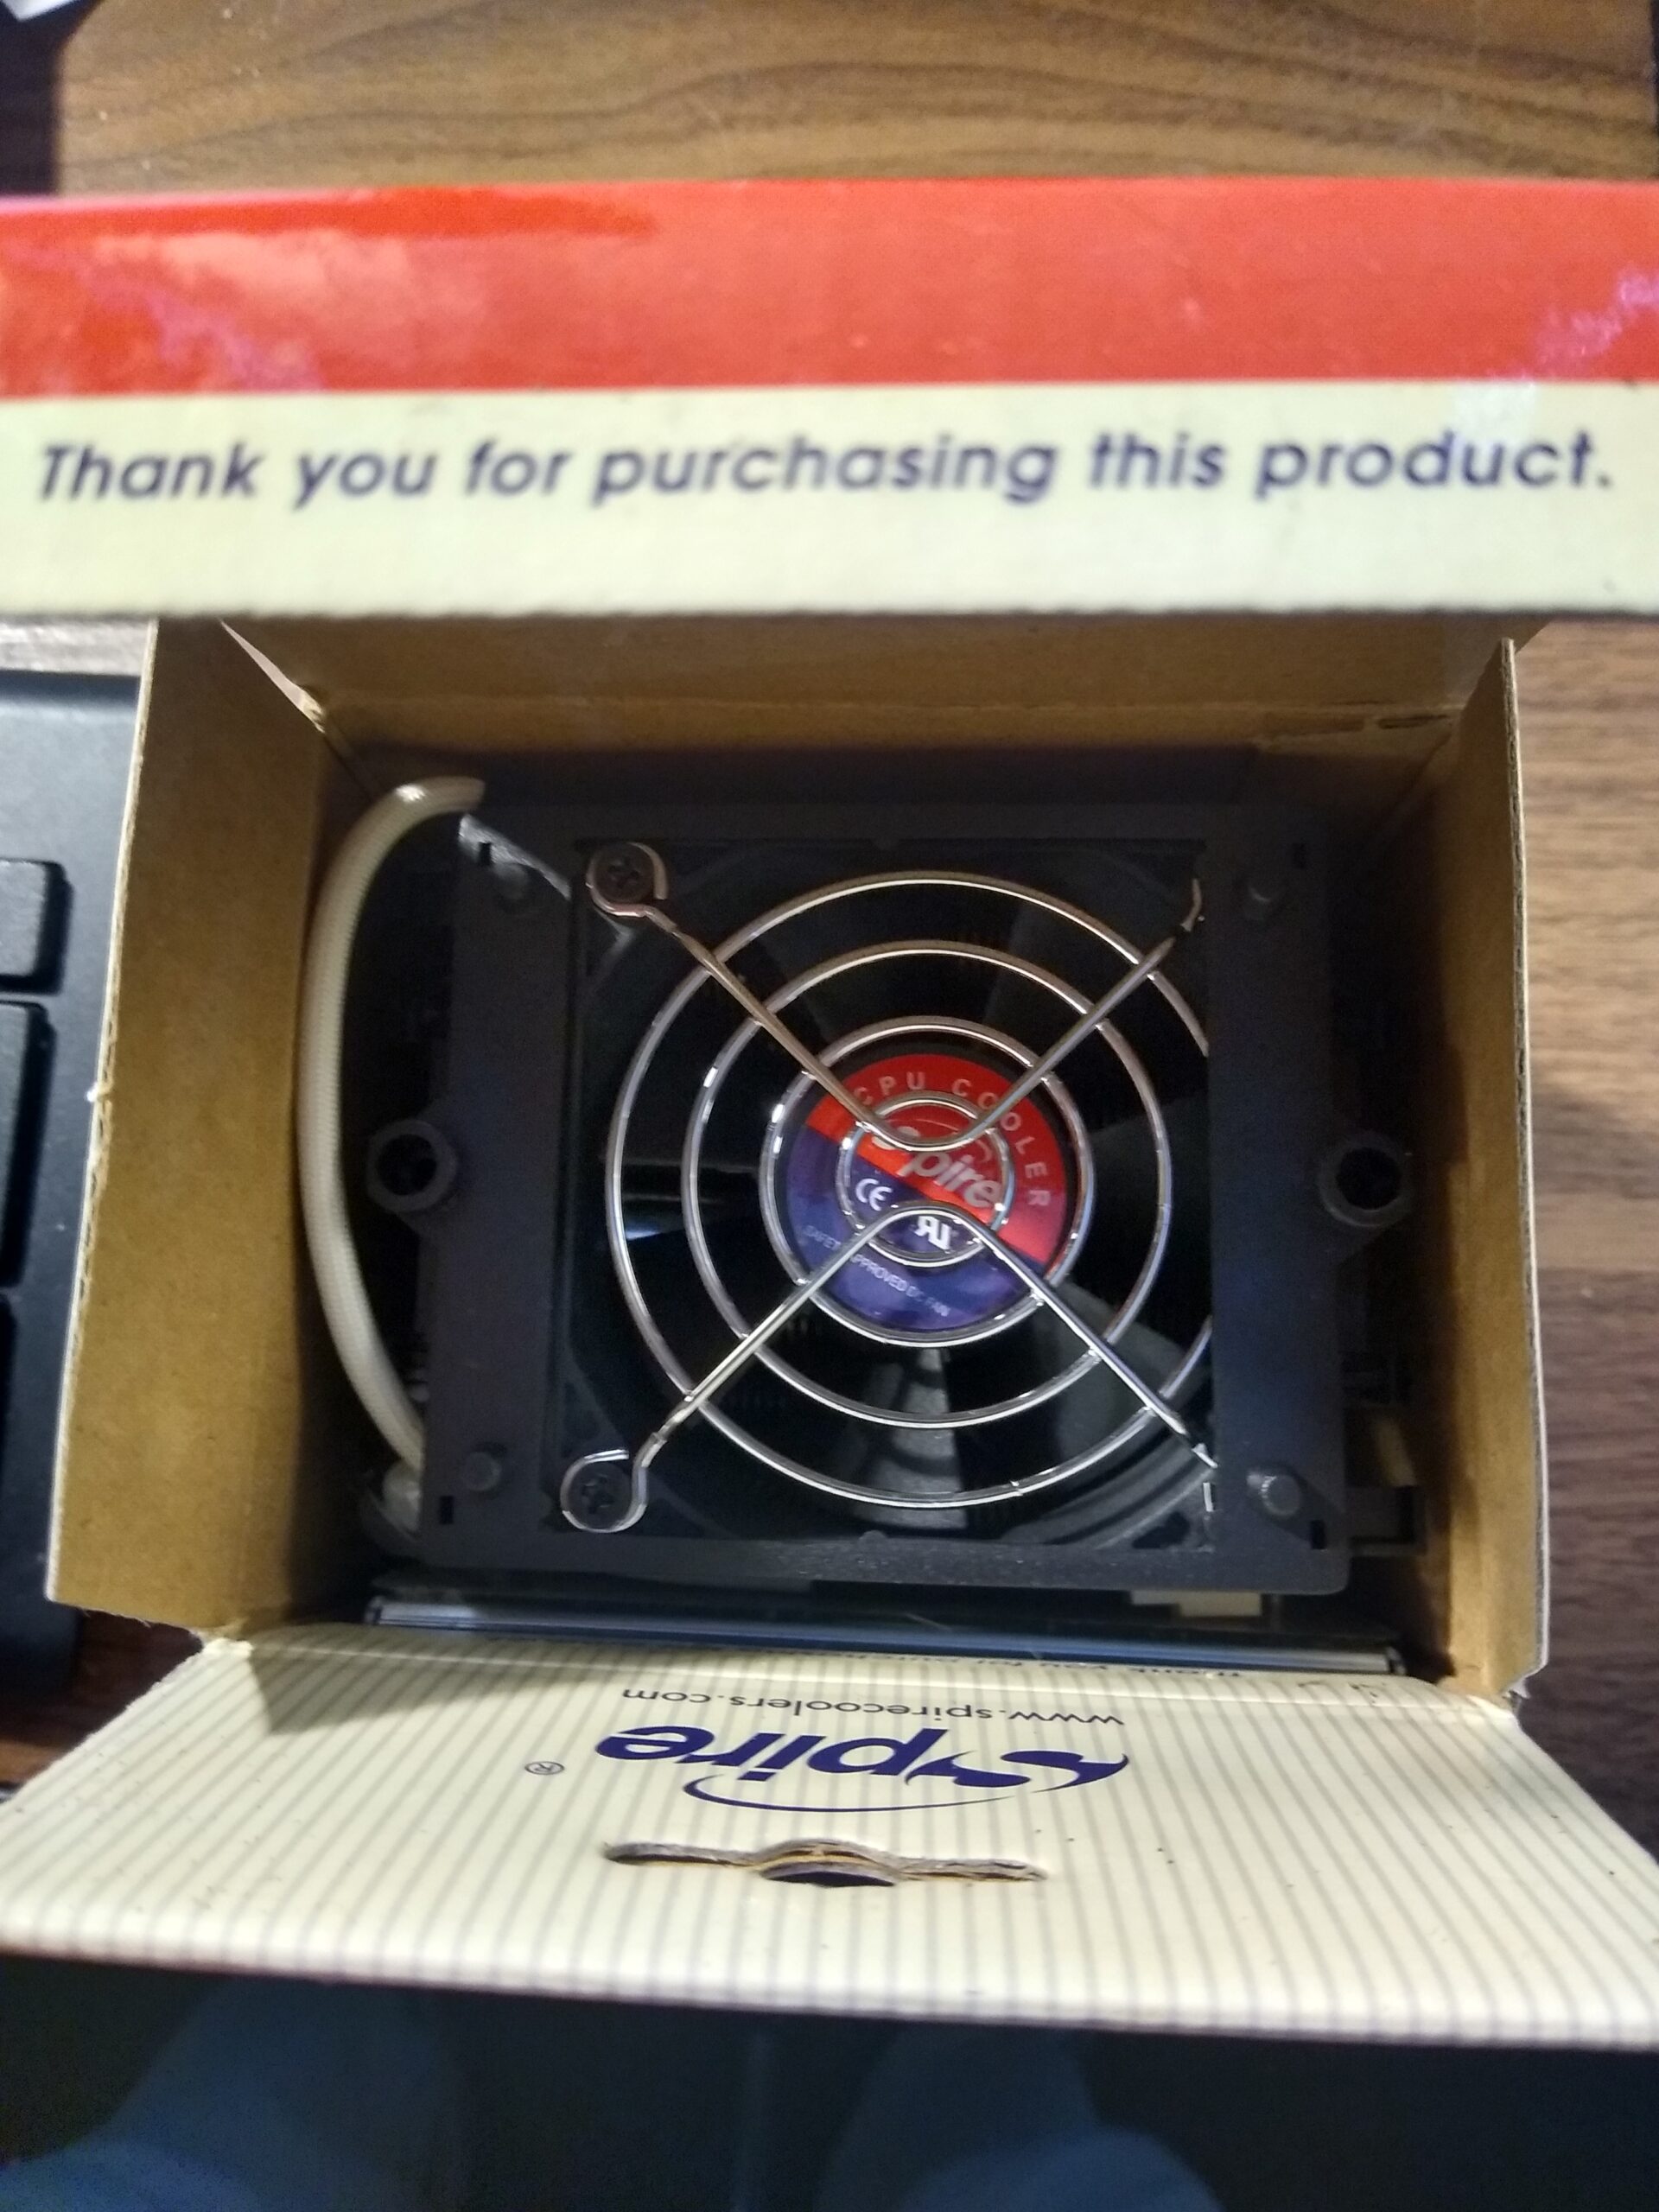 Thank you for purchasing this product.
CPU COOLER
Spire
CE
SAFETY APPROVED DC FAN
www.spirecoolers.com
Spire®